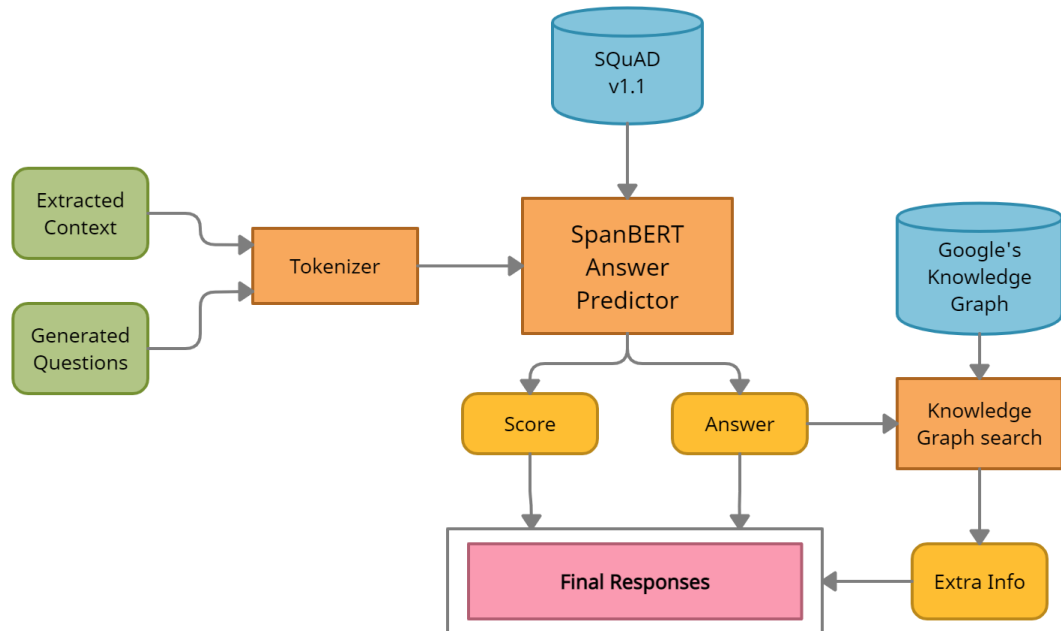 SQuAD
v1.1
Extracted
Context
Generated
Questions
Tokenizer
SpanBERT
Answer
Predictor
Google's
Knowledge
Graph
Score
Answer
Knowledge
Graph search
Final Responses
Extra Info